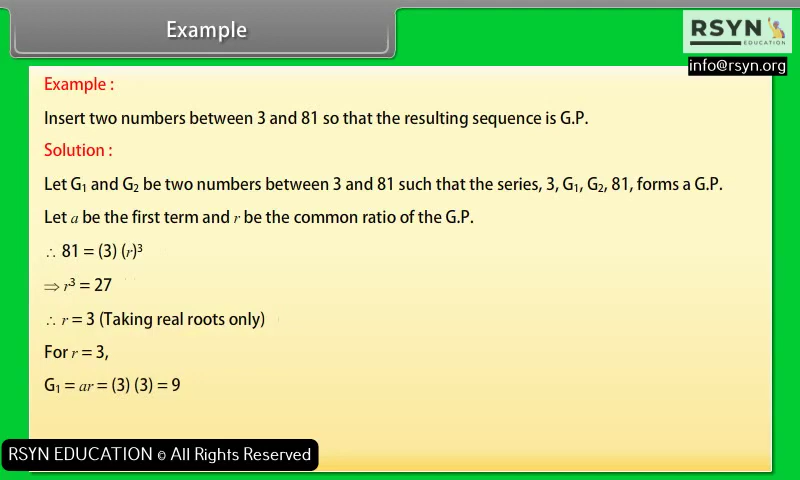 Example
RSYN
EDUCATION
info@rsyn.org
Example :
Insert two numbers between 3 and 81 so that the resulting sequence is G.P.
Solution :
Let G₁ and G₂ be two numbers between 3 and 81 such that the series, 3, G₁, G₂, 81, forms a G.P.
Let a be the first term and r be the common ratio of the G.P.
∴ 81 = (3) (r)³
⇒ r³ = 27
∴ r = 3 (Taking real roots only)
For r = 3,
G₁ = ar = (3) (3) = 9
RSYN EDUCATION © All Rights Reserved